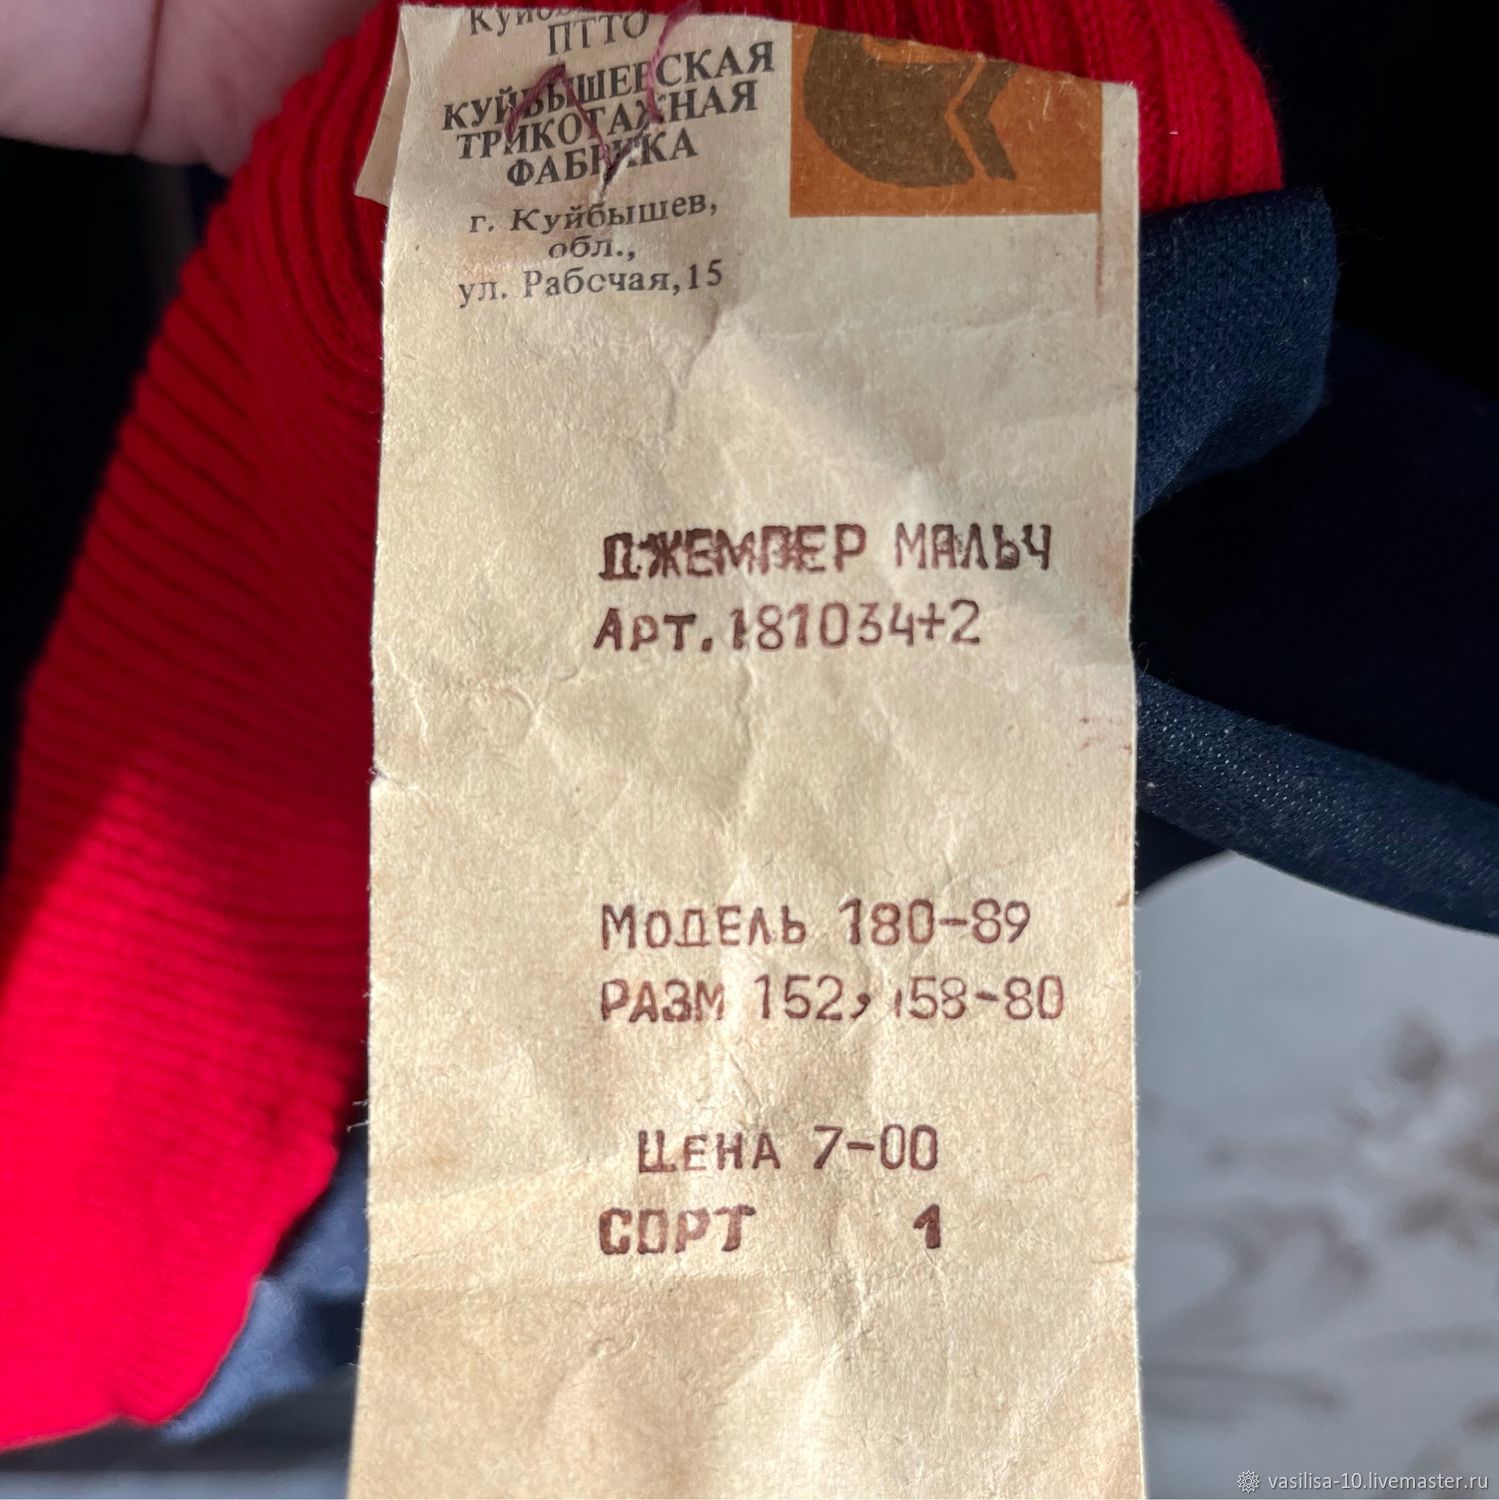 ПТТО
КУЙБЫШЕВСКАЯ
ТРИКОТАЖНАЯ
ФАБРИКА
г. Куйбышев,
обл.,
ул. Рабочая,15
ДЖЕМПЕР МАЛЬЧ
АРТ.181034+2
МОДЕЛЬ 180-89
РАЗМ 152,158-80
ЦЕНА 7-00
СОРТ 1
vasilisa-10.livemaster.ru